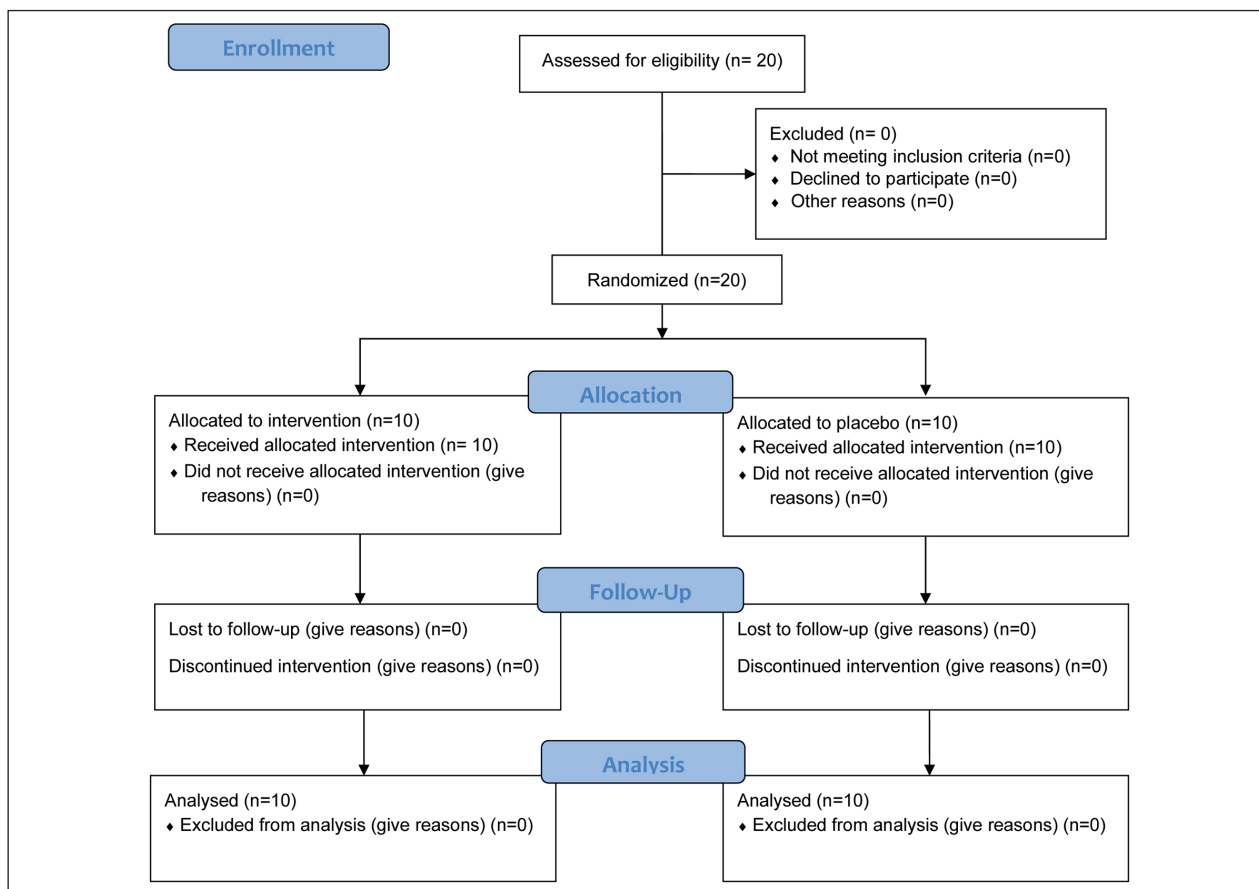 Enrollment
Assessed for eligibility (n= 20)
Excluded (n= 0)
♦ Not meeting inclusion criteria (n=0)
♦ Declined to participate (n=0)
♦ Other reasons (n=0)
Randomized (n=20)
Allocation
Allocated to intervention (n=10)
♦ Received allocated intervention (n= 10)
♦ Did not receive allocated intervention (give
reasons) (n=0)
Allocated to placebo (n=10)
♦ Received allocated intervention (n=10)
♦ Did not receive allocated intervention (give
reasons) (n=0)
Follow-Up
Lost to follow-up (give reasons) (n=0)
Discontinued intervention (give reasons) (n=0)
Lost to follow-up (give reasons) (n=0)
Discontinued intervention (give reasons) (n=0)
Analysis
Analysed (n=10)
♦ Excluded from analysis (give reasons) (n=0)
Analysed (n=10)
♦ Excluded from analysis (give reasons) (n=0)